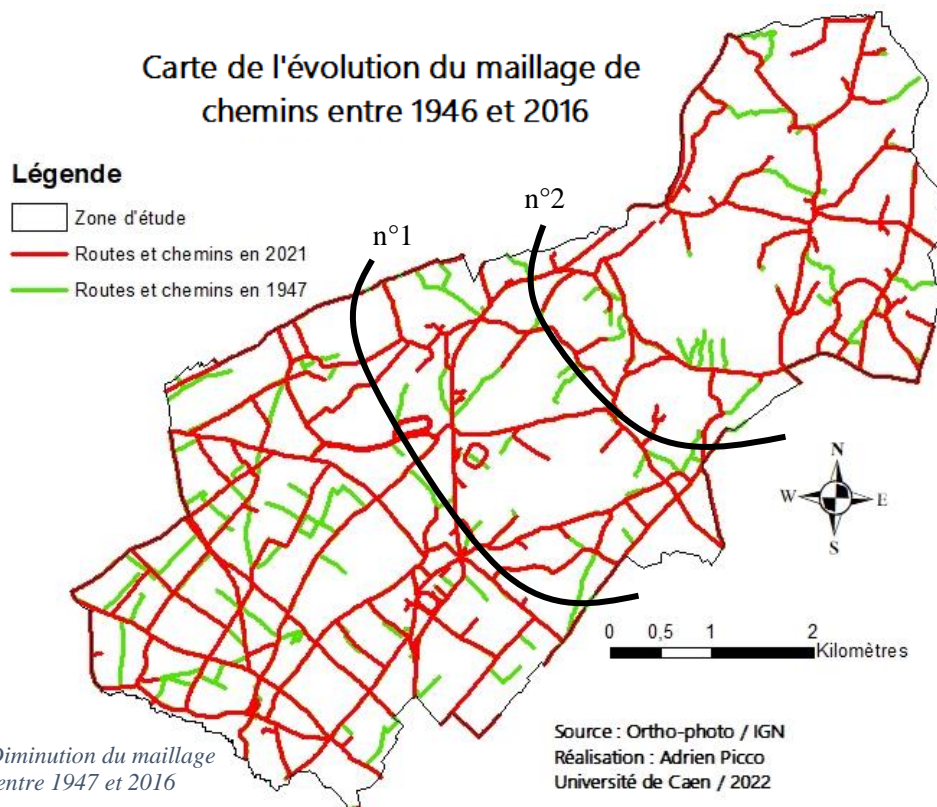 Carte de l'évolution du maillage de
chemins entre 1946 et 2016
Légende
Zone d'étude
Routes et chemins en 2021
Routes et chemins en 1947
n°1
n°2
N
W
E
S
0 0,5 1 2
Kilomètres
Source : Ortho-photo / IGN
Réalisation : Adrien Picco
Université de Caen / 2022
Diminution du maillage
entre 1947 et 2016